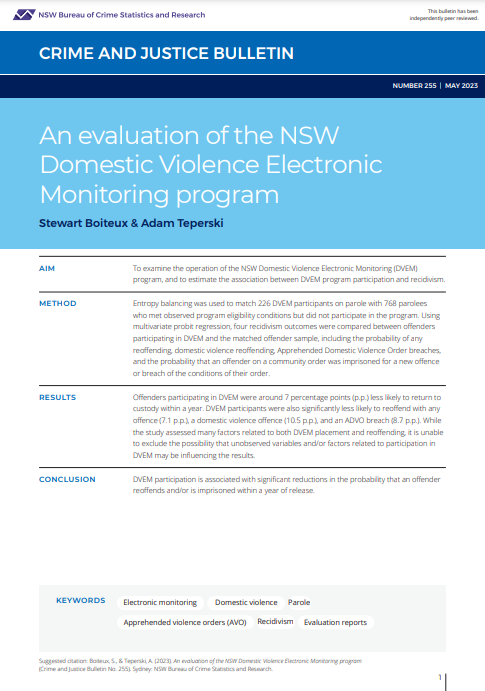 NSW Bureau of Crime Statistics and Research
This bulletin has been
independently peer reviewed.
CRIME AND JUSTICE BULLETIN
NUMBER 255 | MAY 2023
An evaluation of the NSW
Domestic Violence Electronic
Monitoring program
Stewart Boiteux & Adam Teperski
AIM
To examine the operation of the NSW Domestic Violence Electronic Monitoring (DVEM)
program, and to estimate the association between DVEM program participation and recidivism.
METHOD
Entropy balancing was used to match 226 DVEM participants on parole with 768 parolees
who met observed program eligibility conditions but did not participate in the program. Using
multivariate probit regression, four recidivism outcomes were compared between offenders
participating in DVEM and the matched offender sample, including the probability of any
reoffending, domestic violence reoffending, Apprehended Domestic Violence Order breaches,
and the probability that an offender on a community order was imprisoned for a new offence
or breach of the conditions of their order.
RESULTS
Offenders participating in DVEM were around 7 percentage points (p.p.) less likely to return to
custody within a year. DVEM participants were also significantly less likely to reoffend with any
offence (7.1 p.p.), a domestic violence offence (10.5 p.p.), and an ADVO breach (8.7 p.p.). While
the study assessed many factors related to both DVEM placement and reoffending, it is unable
to exclude the possibility that unobserved variables and/or factors related to participation in
DVEM may be influencing the results.
CONCLUSION
DVEM participation is associated with significant reductions in the probability that an offender
reoffends and/or is imprisoned within a year of release.
KEYWORDS
Electronic monitoring Domestic violence Parole
Apprehended violence orders (AVO) Recidivism Evaluation reports
Suggested citation: Boiteux, S., & Teperski, A. (2023). An evaluation of the NSW Domestic Violence Electronic Monitoring program
(Crime and Justice Bulletin No. 255). Sydney: NSW Bureau of Crime Statistics and Research.
1